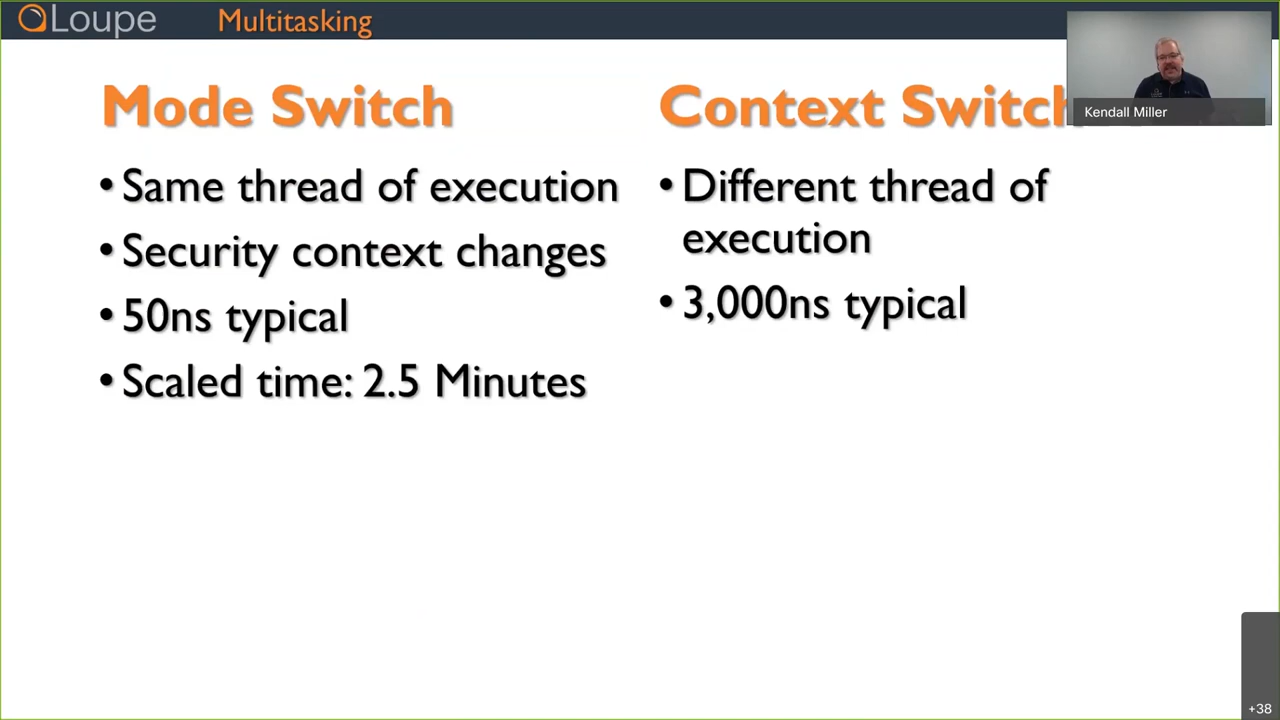 Loupe
Multitasking
Kendall Miller
Mode Switch
• Same thread of execution
• Security context changes
• 50ns typical
• Scaled time: 2.5 Minutes
Context Switch
• Different thread of
execution
• 3,000ns typical
+38